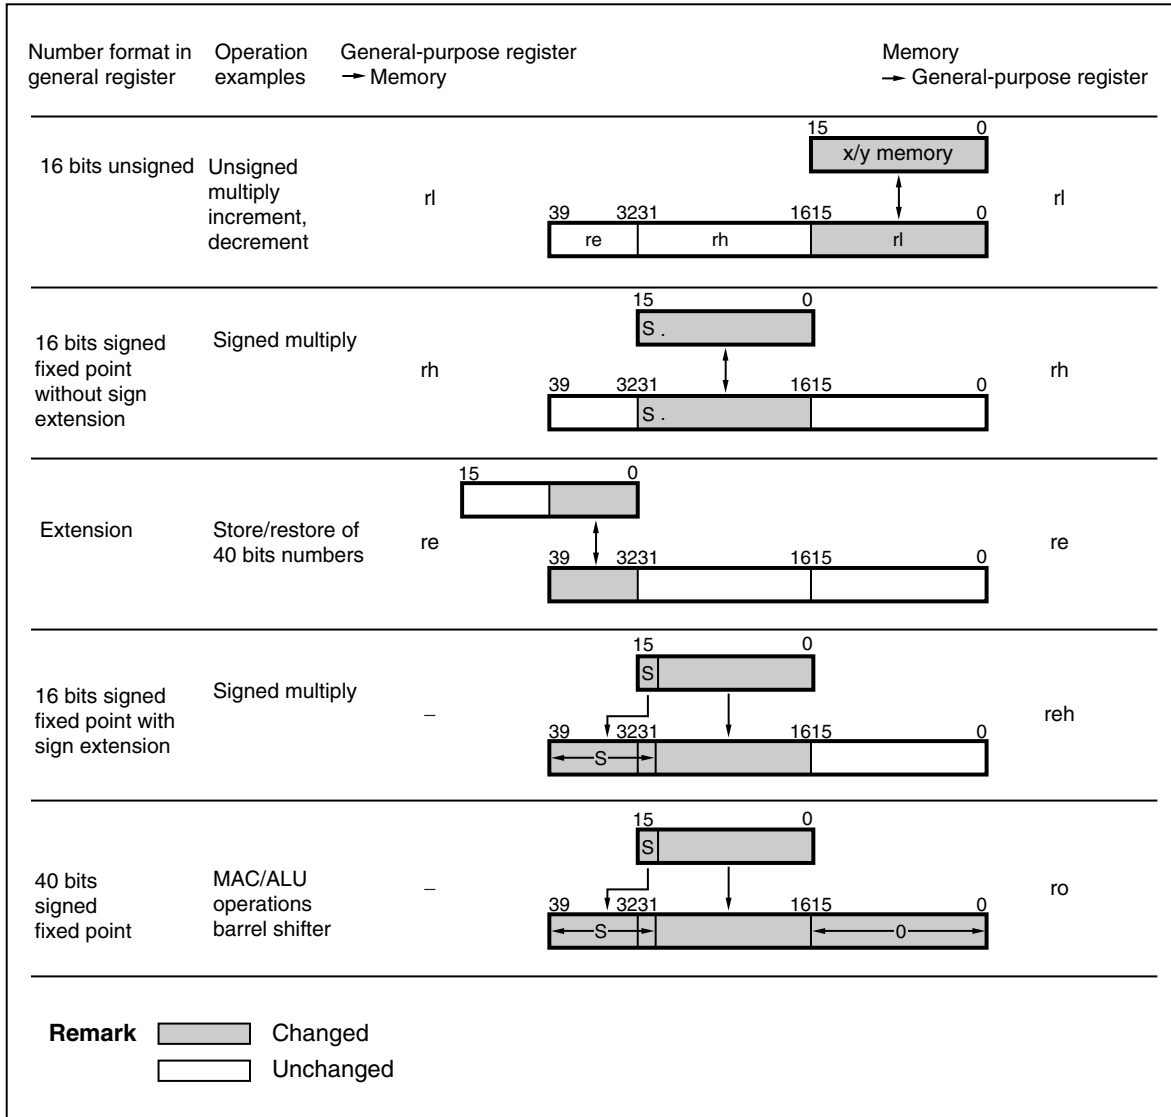 Number format in general register
Operation examples
General-purpose register → Memory
Memory → General-purpose register
16 bits unsigned
Unsigned multiply increment, decrement
rl
15 0
x/y memory
39 3231 1615 0
re rh rl
rl
16 bits signed fixed point without sign extension
Signed multiply
rh
15 0
S .
39 3231 1615 0
S .
rh
Extension
Store/restore of 40 bits numbers
re
15 0
39 3231 1615 0
re
16 bits signed fixed point with sign extension
Signed multiply
–
15 0
S
39 3231 1615 0
S
reh
40 bits signed fixed point
MAC/ALU operations barrel shifter
–
15 0
S
39 3231 1615 0
S 0
ro
Remark
Changed
Unchanged